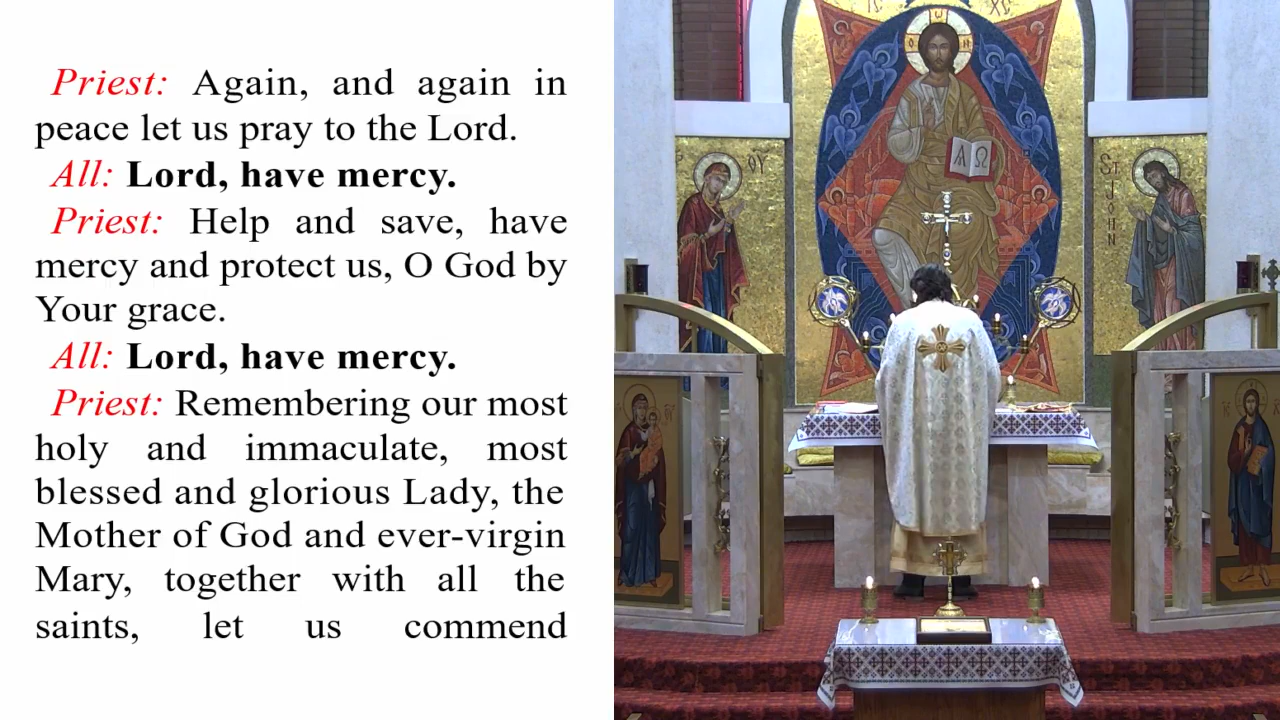 Priest: Again, and again in
peace let us pray to the Lord.
All: Lord, have mercy.
Priest: Help and save, have
mercy and protect us, O God by
Your grace.
All: Lord, have mercy.
Priest: Remembering our most
holy and immaculate, most
blessed and glorious Lady, the
Mother of God and ever-virgin
Mary, together with all the
saints, let us commend
IC XC
Α Ω
ΟΥ
ST. JOHN